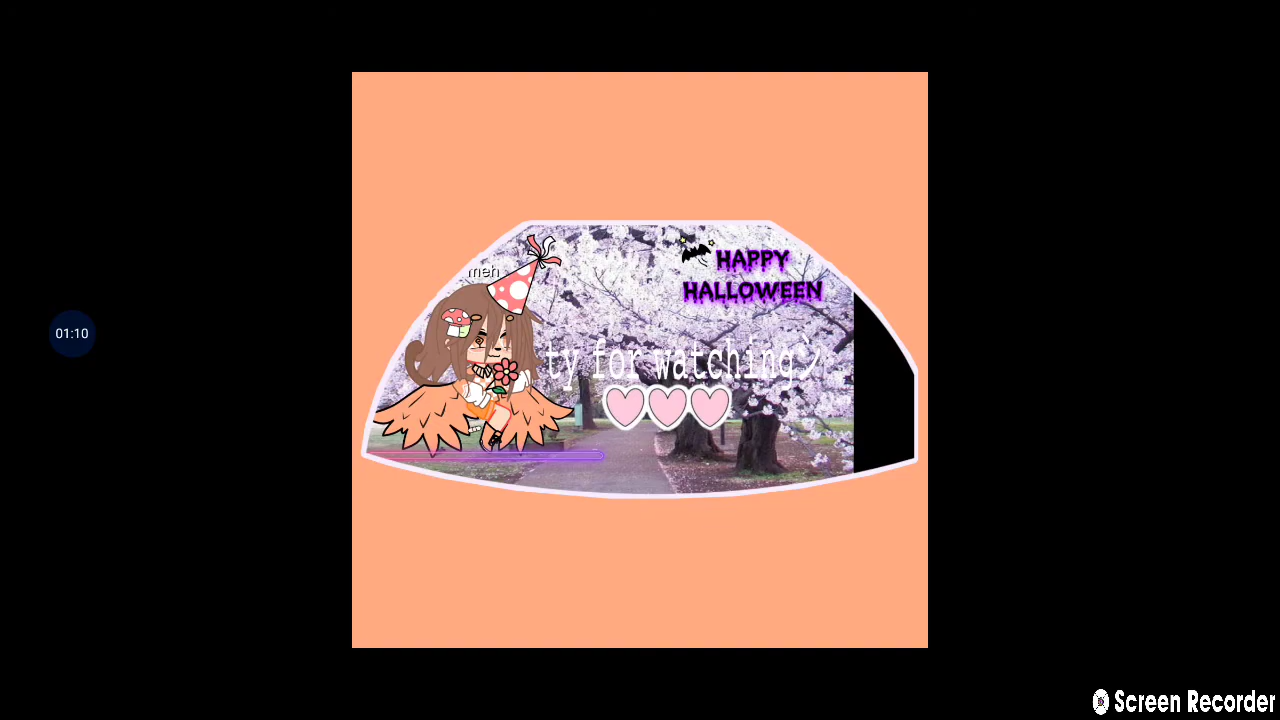 HAPPY
HALLOWEEN
meh
01:10
ty for watching
Screen Recorder